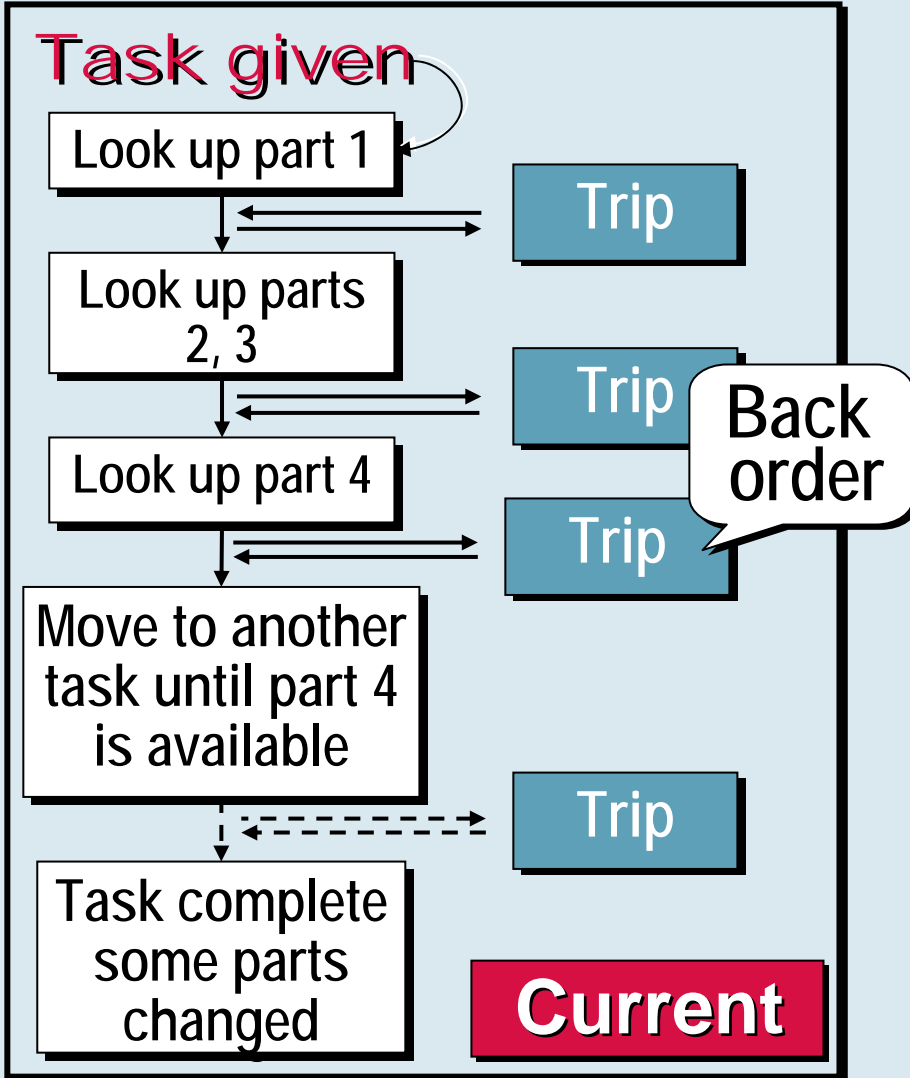 Task given
Look up part 1
Trip
Look up parts
2, 3
Trip
Back
order
Look up part 4
Trip
Move to another
task until part 4
is available
Trip
Task complete
some parts
changed
Current